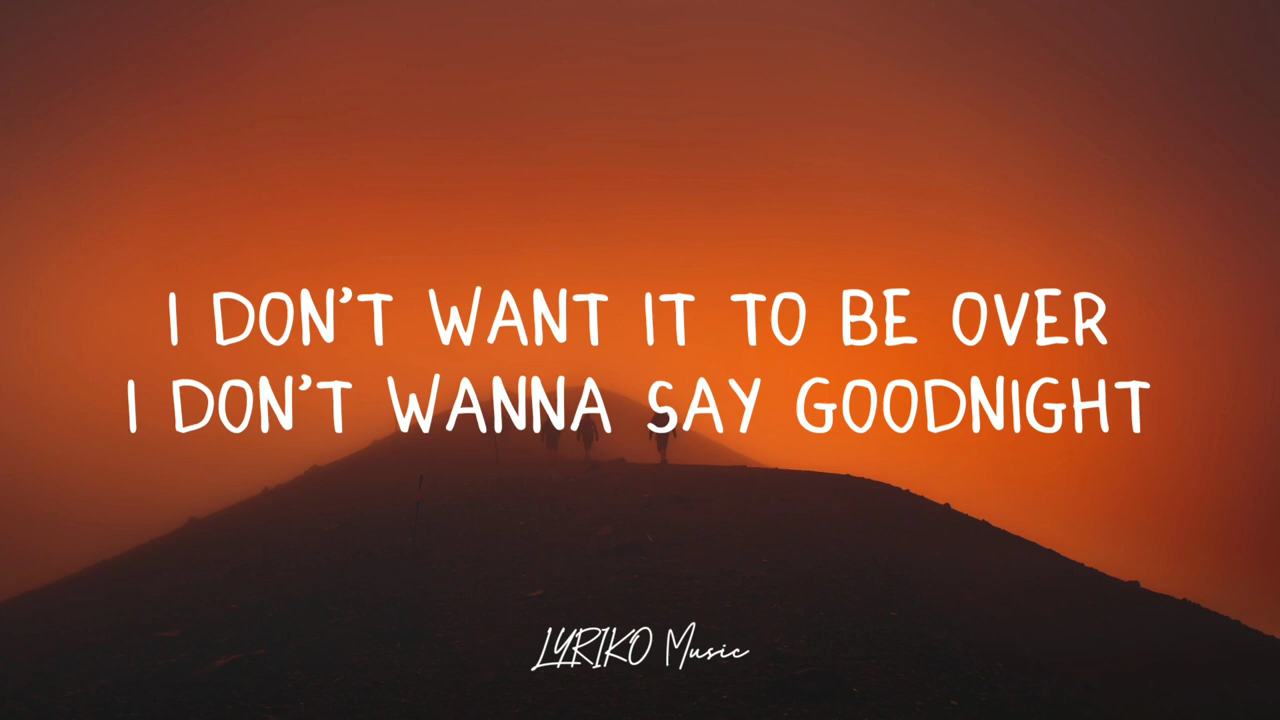 I DON'T WANT IT TO BE OVER
I DON'T WANNA SAY GOODNIGHT
LYRIKO Music